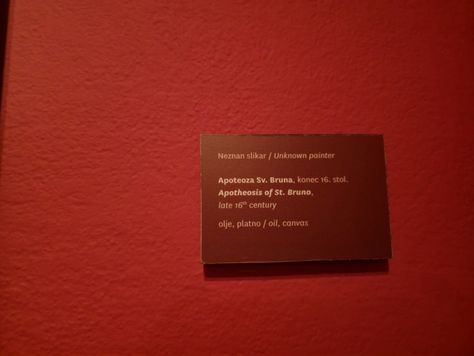 Neznan slikar / Unknown painter
Apoteoza Sv. Bruna, konec 16. stol.
Apotheosis of St. Bruno,
late 16th century
olje, platno / oil, canvas